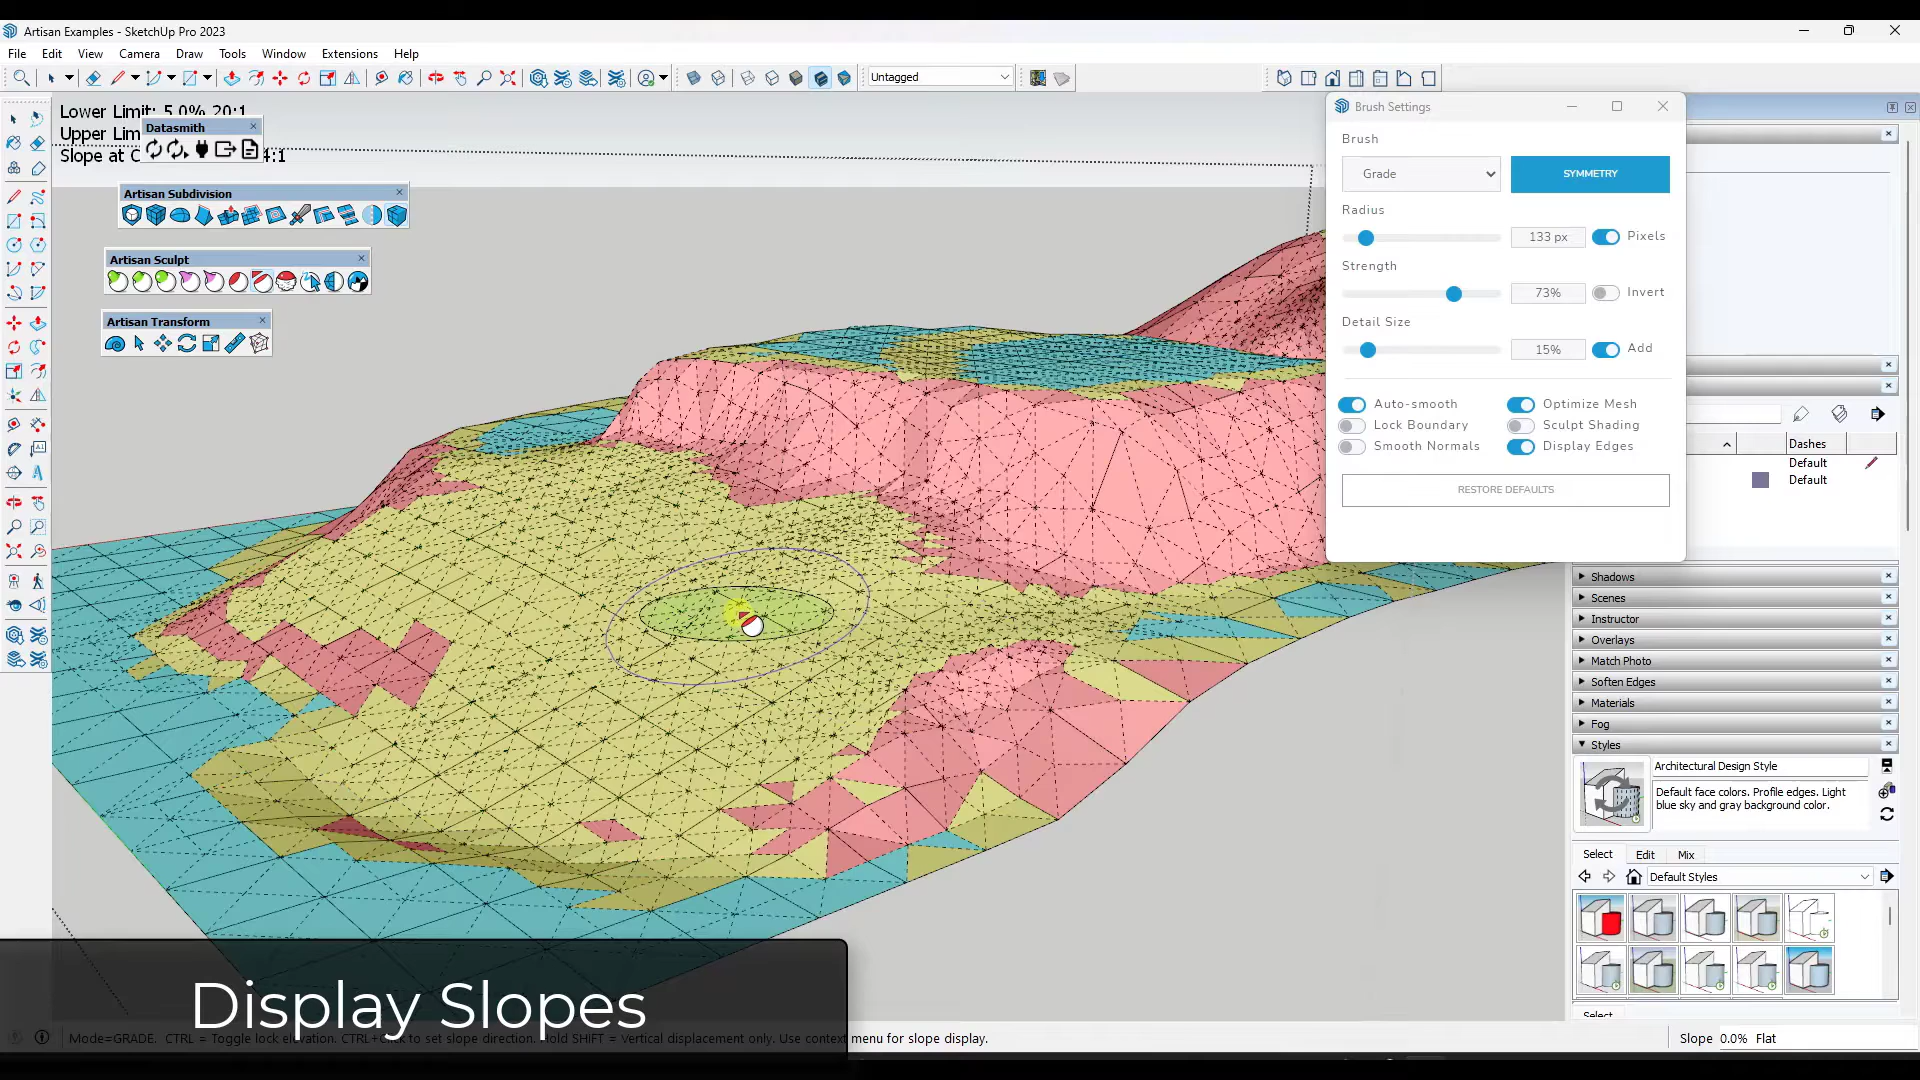 Artisan Examples - SketchUp Pro 2023
File Edit View Camera Draw Tools Window Extensions Help
Untagged
Lower Limit: 5.0% 20:1
Upper Lim
Slope at C 4:1
Datasmith
Artisan Subdivision
Artisan Sculpt
Artisan Transform
Brush Settings
Brush
Grade SYMMETRY
Radius
133 px Pixels
Strength
73% Invert
Detail Size
15% Add
Auto-smooth Optimize Mesh
Lock Boundary Sculpt Shading
Smooth Normals Display Edges
RESTORE DEFAULTS
Dashes
Default
Default
Shadows
Scenes
Instructor
Overlays
Match Photo
Soften Edges
Materials
Fog
Styles
Architectural Design Style
Default face colors. Profile edges. Light
blue sky and gray background color.
Select Edit Mix
Default Styles
Select
Display Slopes
Mode=GRADE. CTRL = Toggle lock elevation. CTRL+Click to set slope direction. Hold SHIFT = Vertical displacement only. Use context menu for slope display.
Slope 0.0% Flat